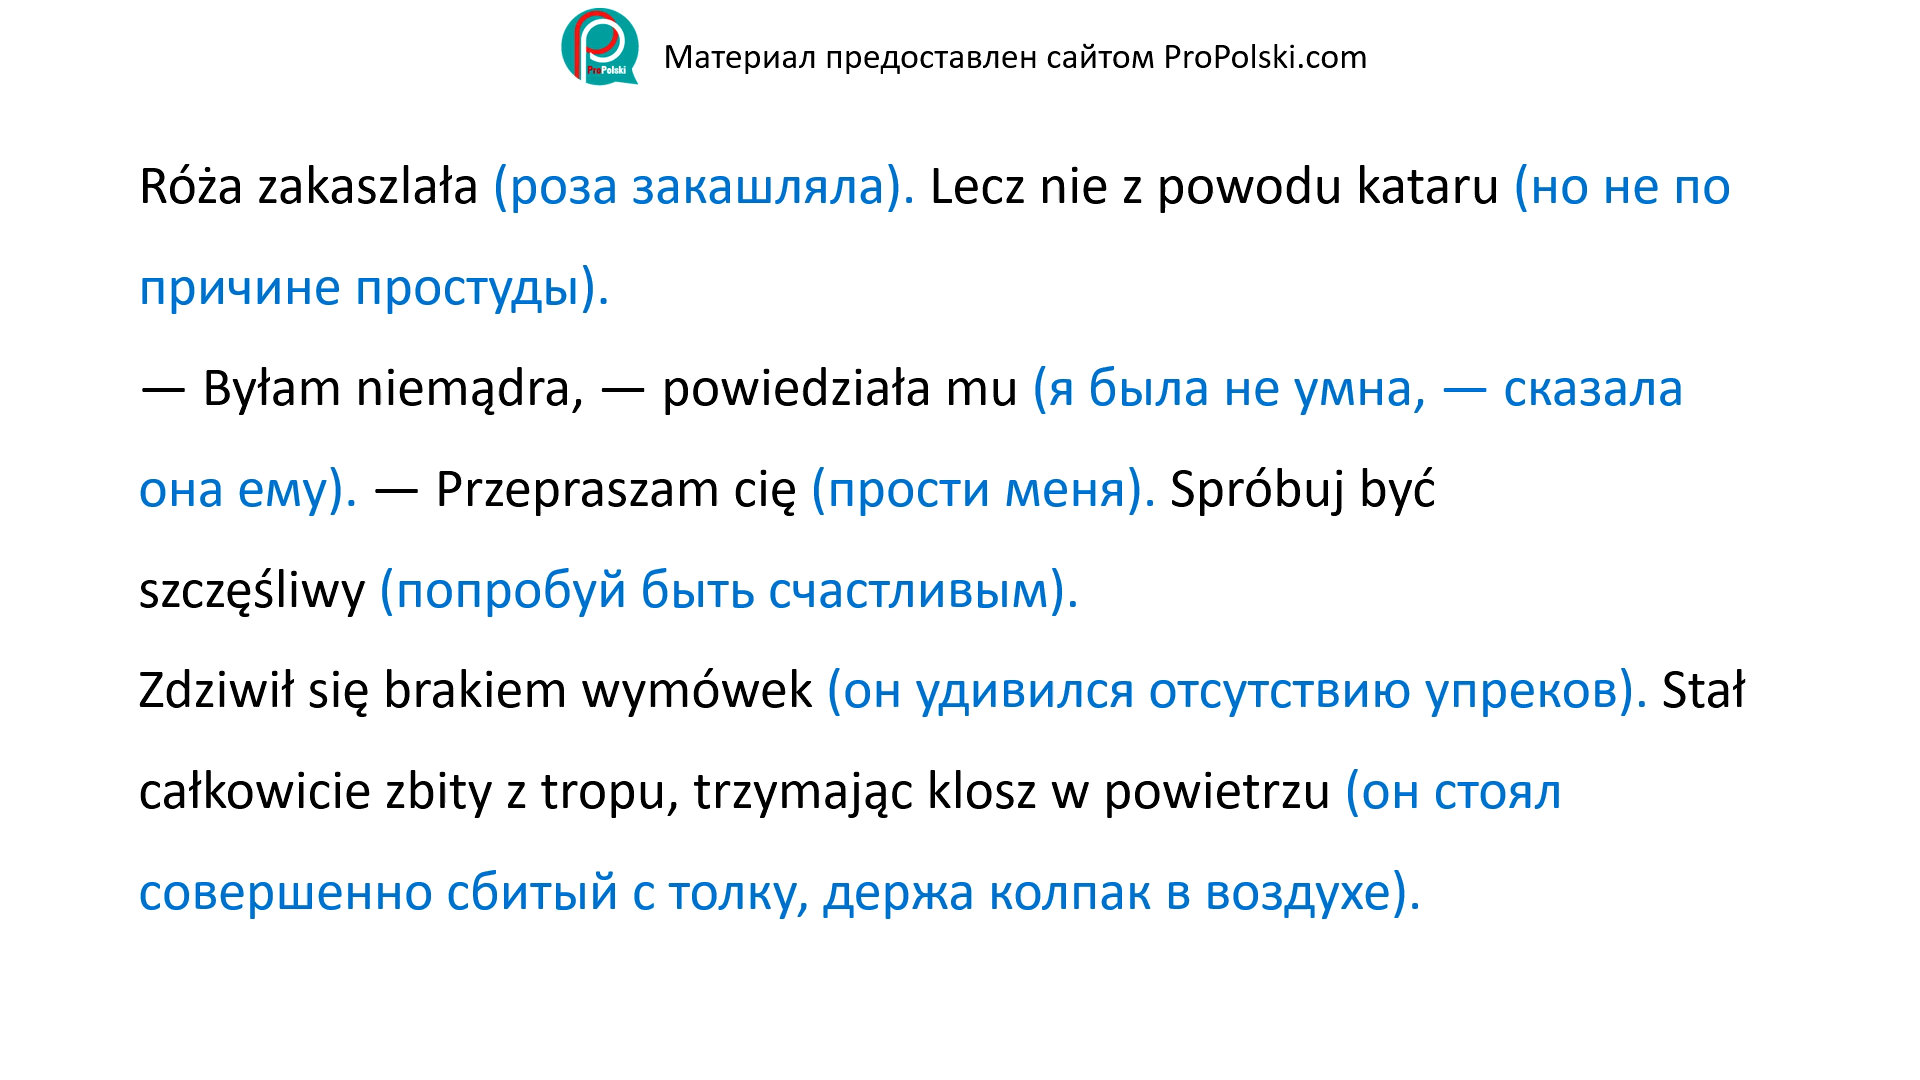 ProPolski
Материал предоставлен сайтом ProPolski.com
Róża zakaszlała (роза закашляла). Lecz nie z powodu kataru (но не по
причине простуды).
— Byłam niemądra, — powiedziała mu (я была не умна, — сказала
она ему). — Przepraszam cię (прости меня). Spróbuj być
szczęśliwy (попробуй быть счастливым).
Zdziwił się brakiem wymówek (он удивился отсутствию упреков). Stał
całkowicie zbity z tropu, trzymając klosz w powietrzu (он стоял
совершенно сбитый с толку, держа колпак в воздухе).